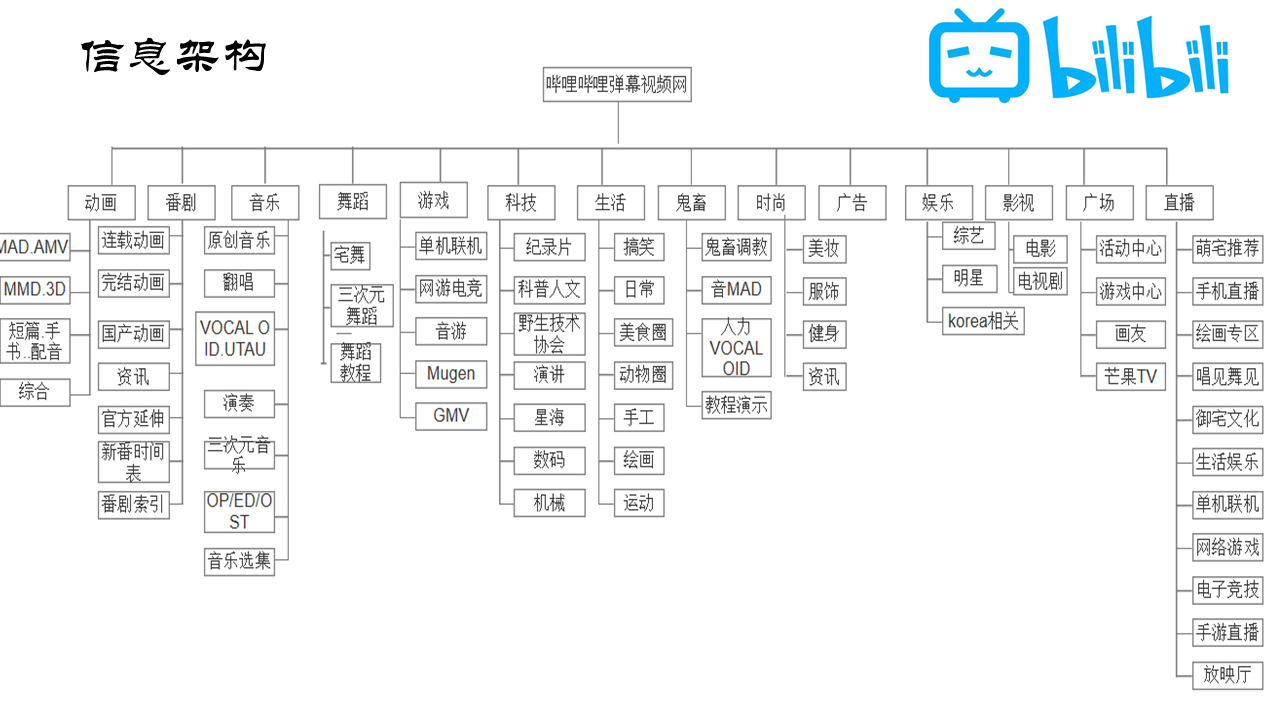 信息架构
bilibili
哔哩哔哩弹幕视频网
动画
番剧
音乐
舞蹈
游戏
科技
生活
鬼畜
时尚
广告
娱乐
影视
广场
直播
MAD.AMV
MMD.3D
短篇.手
书..配音
综合
连载动画
完结动画
国产动画
资讯
官方延伸
新番时间
表
番剧索引
原创音乐
翻唱
VOCAL O
ID.UTAU
演奏
三次元音
乐
OP/ED/O
ST
音乐选集
宅舞
三次元
舞蹈
舞蹈
教程
单机联机
网游电竞
音游
Mugen
GMV
纪录片
科普人文
野生技术
协会
演讲
星海
数码
机械
搞笑
日常
美食圈
动物圈
手工
绘画
运动
鬼畜调教
音MAD
人力
VOCAL
OID
教程演示
美妆
服饰
健身
资讯
综艺
明星
korea相关
电影
电视剧
活动中心
游戏中心
画友
芒果TV
萌宅推荐
手机直播
绘画专区
唱见舞见
御宅文化
生活娱乐
单机联机
网络游戏
电子竞技
手游直播
放映厅